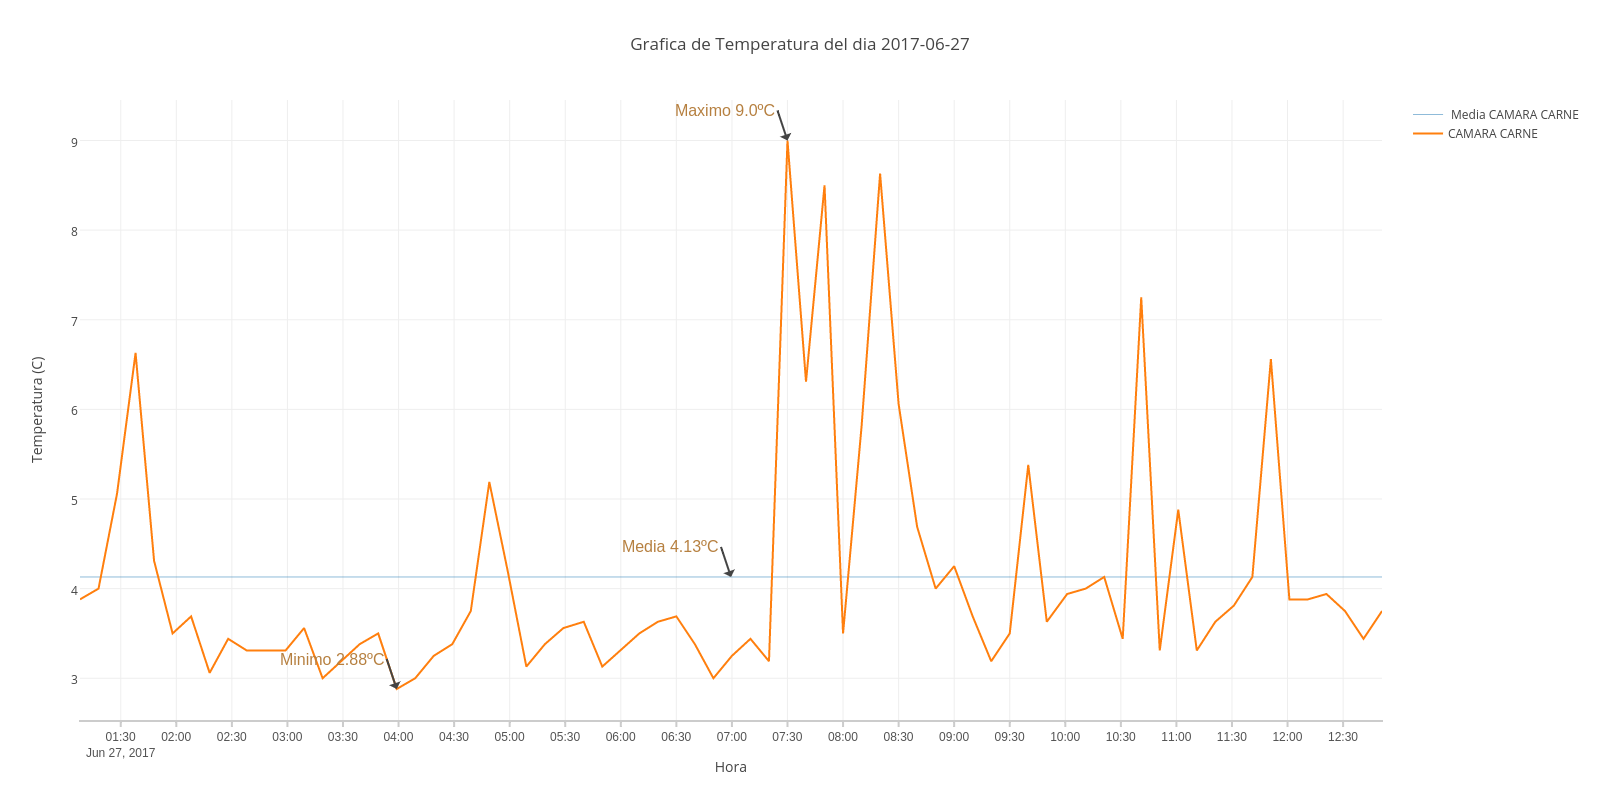 Grafica de Temperatura del dia 2017-06-27
Maximo 9.0ºC
Media CAMARA CARNE
CAMARA CARNE
9
8
7
6
5
4
3
Temperatura (C)
Media 4.13ºC
Minimo 2.88ºC
01:30 02:00 02:30 03:00 03:30 04:00 04:30 05:00 05:30 06:00 06:30 07:00 07:30 08:00 08:30 09:00 09:30 10:00 10:30 11:00 11:30 12:00 12:30
Jun 27, 2017
Hora